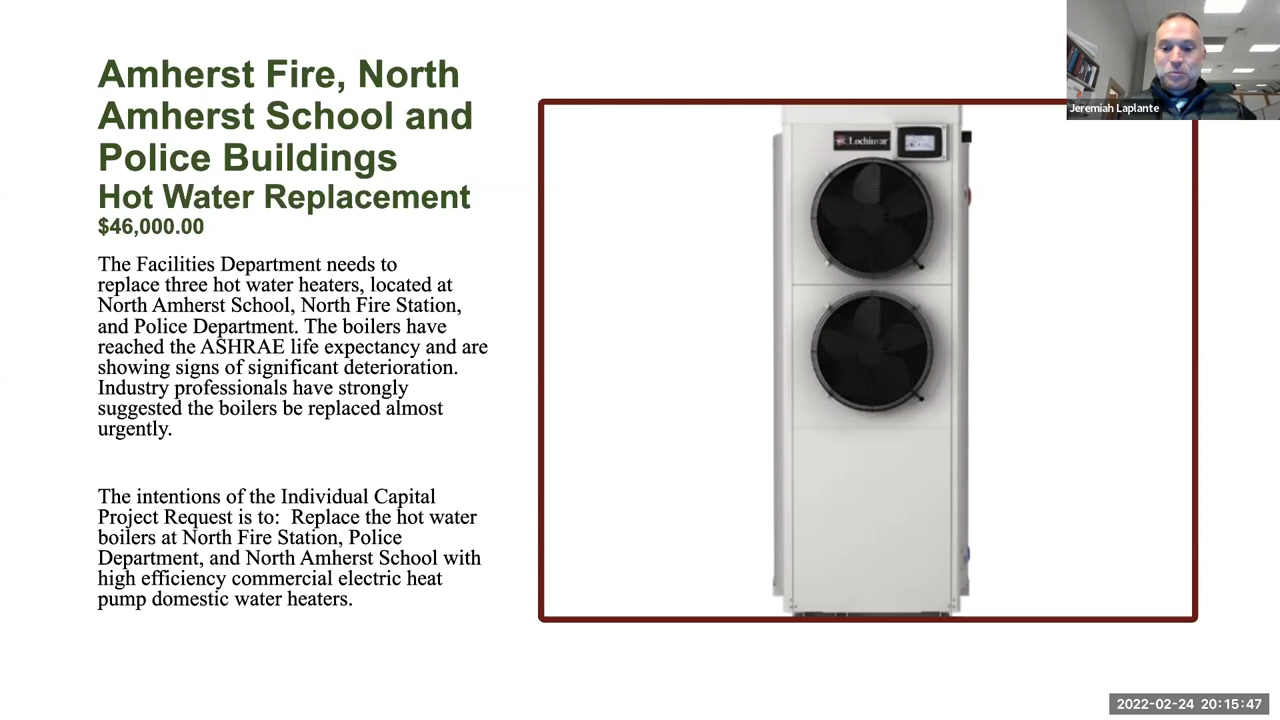 Amherst Fire, North
Amherst School and
Police Buildings
Hot Water Replacement
$46,000.00
The Facilities Department needs to
replace three hot water heaters, located at
North Amherst School, North Fire Station,
and Police Department. The boilers have
reached the ASHRAE life expectancy and are
showing signs of significant deterioration.
Industry professionals have strongly
suggested the boilers be replaced almost
urgently.
The intentions of the Individual Capital
Project Request is to:  Replace the hot water
boilers at North Fire Station, Police
Department, and North Amherst School with
high efficiency commercial electric heat
pump domestic water heaters.
Lochinvar
Jeremiah Laplante
2022-02-24 20:15:47